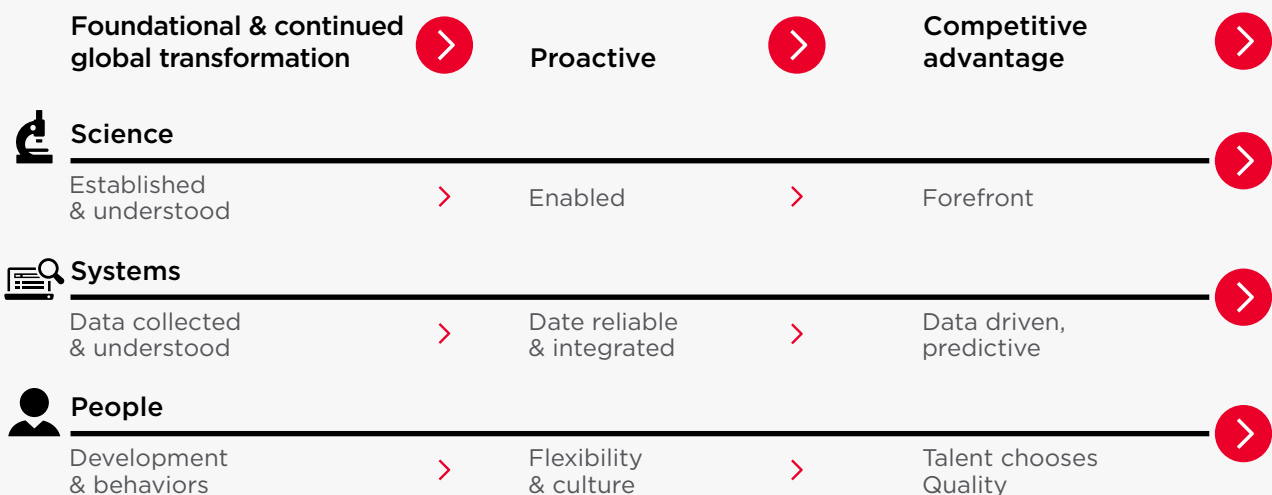 Foundational & continued
global transformation
Proactive
Competitive
advantage
Science
Established
& understood
Enabled
Forefront
Systems
Data collected
& understood
Date reliable
& integrated
Data driven,
predictive
People
Development
& behaviors
Flexibility
& culture
Talent chooses
Quality